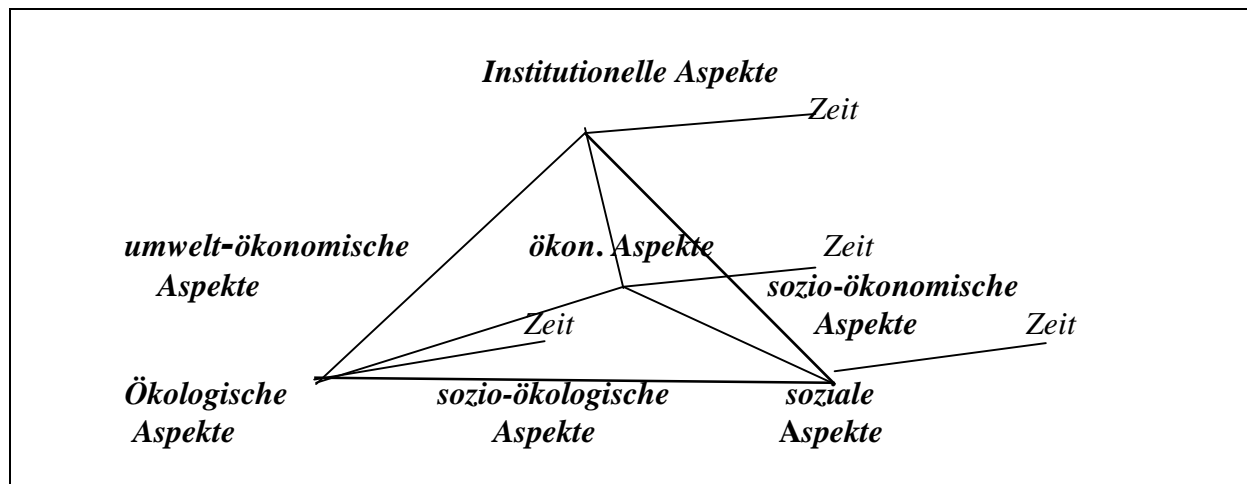 Institutionelle Aspekte
Zeit
umwelt-ökonomische
Aspekte
ökon. Aspekte
Zeit
sozio-ökonomische
Aspekte
Zeit
Zeit
Ökologische
Aspekte
sozio-ökologische
Aspekte
soziale
Aspekte